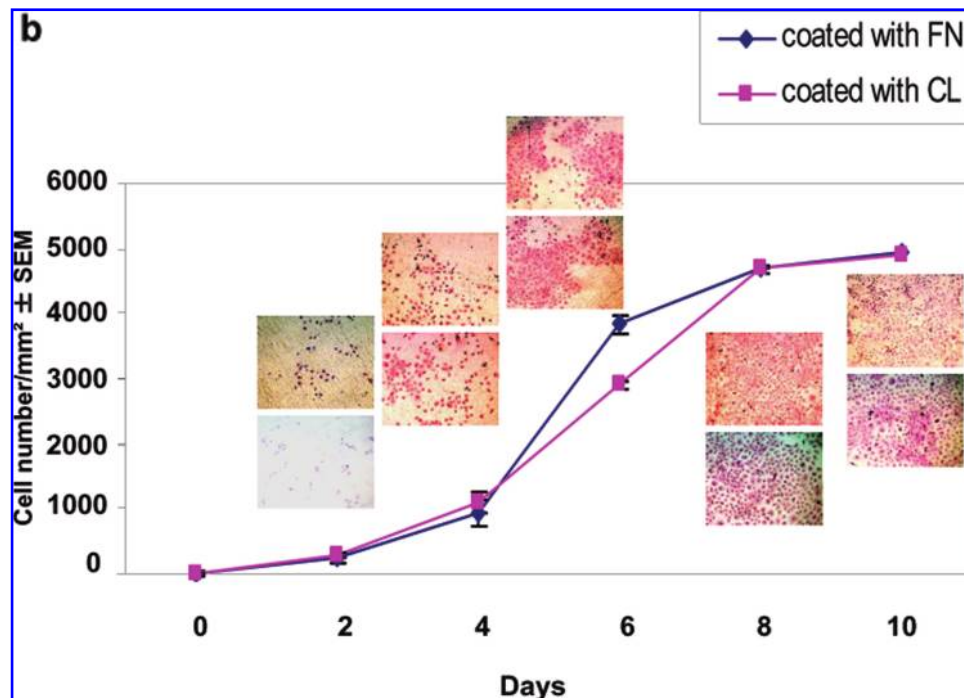 b
coated with FN
coated with CL
Cell number/mm² ± SEM
6000
5000
4000
3000
2000
1000
0
0 2 4 6 8 10
Days